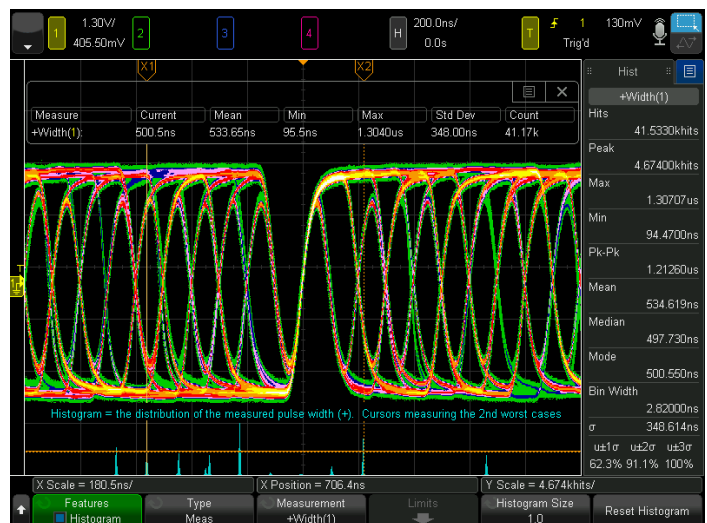 1 1.30V/ 405.50mV 2 3 4 H 200.0ns/ 0.0s T 1 130mV Trig'd
X1 X2
Hist
+Width(1)
Measure Current Mean Min Max Std Dev Count
+Width(1): 500.5ns 533.65ns 95.5ns 1.3040us 348.00ns 41.17k
Hits
41.5330khits
Peak
4.67400khits
Max
1.30707us
Min
94.4700ns
Pk-Pk
1.21260us
Mean
534.619ns
Median
497.730ns
Mode
500.550ns
Bin Width
2.82000ns
σ
348.614ns
u±1σ u±2σ u±3σ
62.3% 91.1% 100%
T
Histogram = the distribution of the measured pulse width (+). Cursors measuring the 2nd worst cases
X Scale = 180.5ns/ X Position = 706.4ns Y Scale = 4.674khits/
Features Type Measurement Limits Histogram Size Reset Histogram
Histogram Meas +Width(1) 1.0